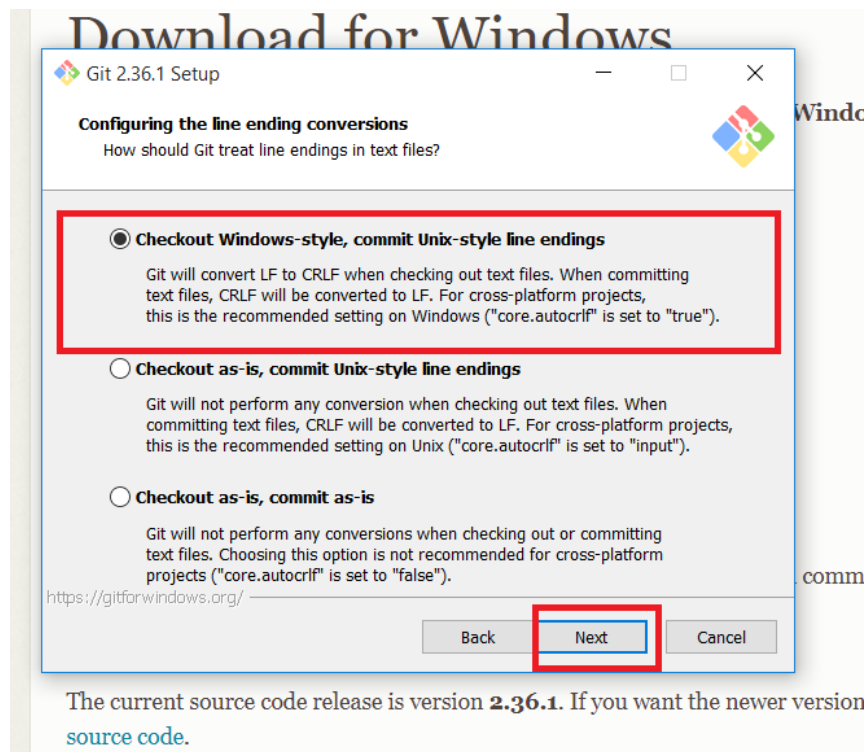 Download for Windows
Git 2.36.1 Setup
Windo
Configuring the line ending conversions
How should Git treat line endings in text files?
Checkout Windows-style, commit Unix-style line endings
Git will convert LF to CRLF when checking out text files. When committing
text files, CRLF will be converted to LF. For cross-platform projects,
this is the recommended setting on Windows ("core.autocrlf" is set to "true").
Checkout as-is, commit Unix-style line endings
Git will not perform any conversion when checking out text files. When
committing text files, CRLF will be converted to LF. For cross-platform projects,
this is the recommended setting on Unix ("core.autocrlf" is set to "input").
Checkout as-is, commit as-is
Git will not perform any conversions when checking out or committing
text files. Choosing this option is not recommended for cross-platform
projects ("core.autocrlf" is set to "false").
comm
https://gitforwindows.org/
Back Next Cancel
The current source code release is version 2.36.1. If you want the newer version
source code.